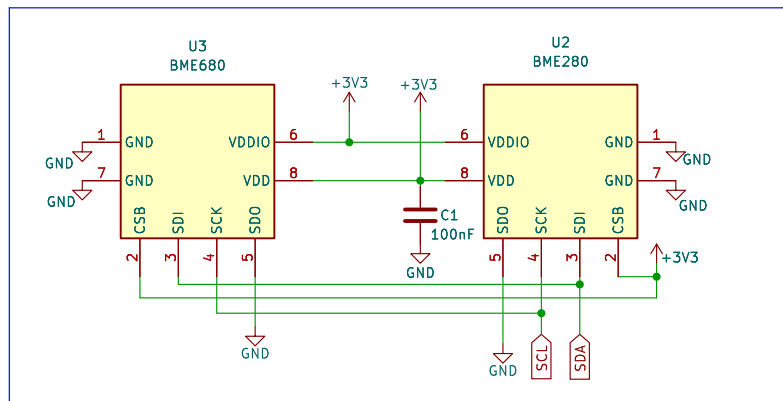 U3
BME680
U2
BME280
+3V3
+3V3
1 GND
VDDIO 6
6 VDDIO
GND 1
GND
GND
7 GND
VDD 8
8 VDD
GND 7
GND
GND
CSB
SDI
SCK
SDO
C1
100nF
SDO
SCK
SDI
CSB
2
3
4
5
GND
5
4
3
2
+3V3
GND
GND
SCL
SDA